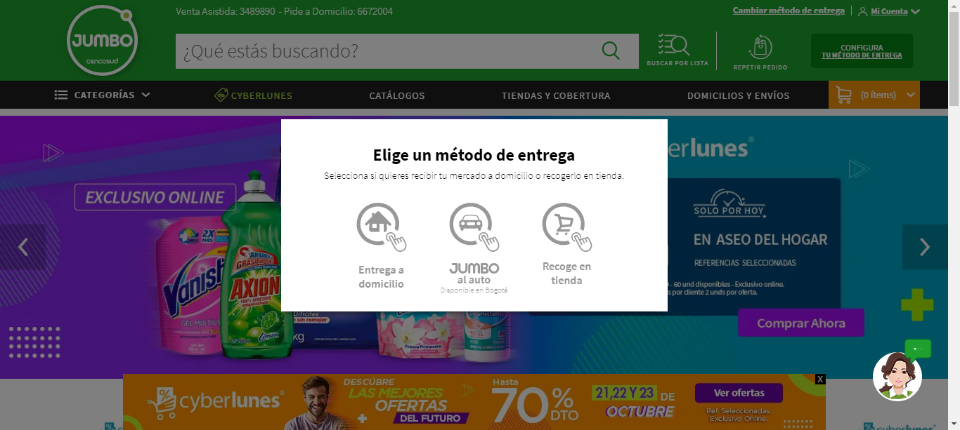 Venta Asistida: 3489890 - Pide a Domicilio: 6672004
Cambiar método de entrega
Mi Cuenta
JUMBO
cencosud
¿Qué estás buscando?
BUSCAR POR LISTA
REPETIR PEDIDO
CONFIGURA
TU MÉTODO DE ENTREGA
CATEGORÍAS
CYBERLUNES
CATÁLOGOS
TIENDAS Y COBERTURA
DOMICILIOS Y ENVÍOS
(0 ítems)
Elige un método de entrega
Selecciona si quieres recibir tu mercado a domicilio o recogerlo en tienda.
Entrega a
domicilio
JUMBO
al auto
Disponible en Bogotá
Recoge en
tienda
EXCLUSIVO ONLINE
Vanish
AXION
erlunes
SOLO POR HOY
EN ASEO DEL HOGAR
REFERENCIAS SELECCIONADAS
60 und disponibles - Exclusivo online.
por cliente 2 unds por dia.
Comprar Ahora
X
cyberlunes
DESCÚBRE
LAS MEJORES
OFERTAS
DEL FUTURO
Hasta
70%
DTO
21,22 Y 23 DE
OCTUBRE
Ver ofertas
Ref. Seleccionadas
Exclusivo Online.